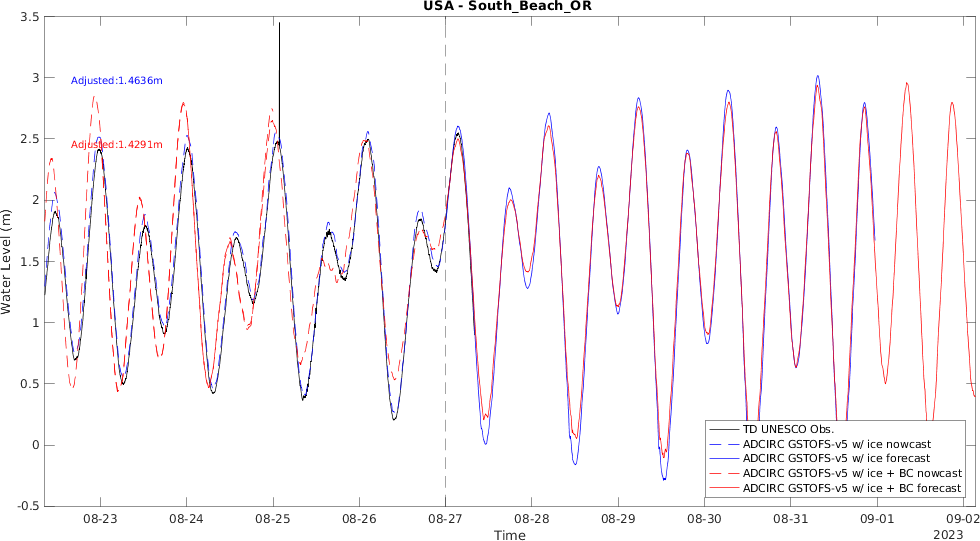 USA - South_Beach_OR
3.5
3
2.5
2
1.5
1
0.5
0
-0.5
Water Level (m)
Adjusted:1.4636m
Adjusted:1.4291m
TD UNESCO Obs.
ADCIRC GSTOFS-v5 w/ ice nowcast
ADCIRC GSTOFS-v5 w/ ice forecast
ADCIRC GSTOFS-v5 w/ ice + BC nowcast
ADCIRC GSTOFS-v5 w/ ice + BC forecast
08-23 08-24 08-25 08-26 08-27 08-28 08-29 08-30 08-31 09-01 09-02
Time 2023